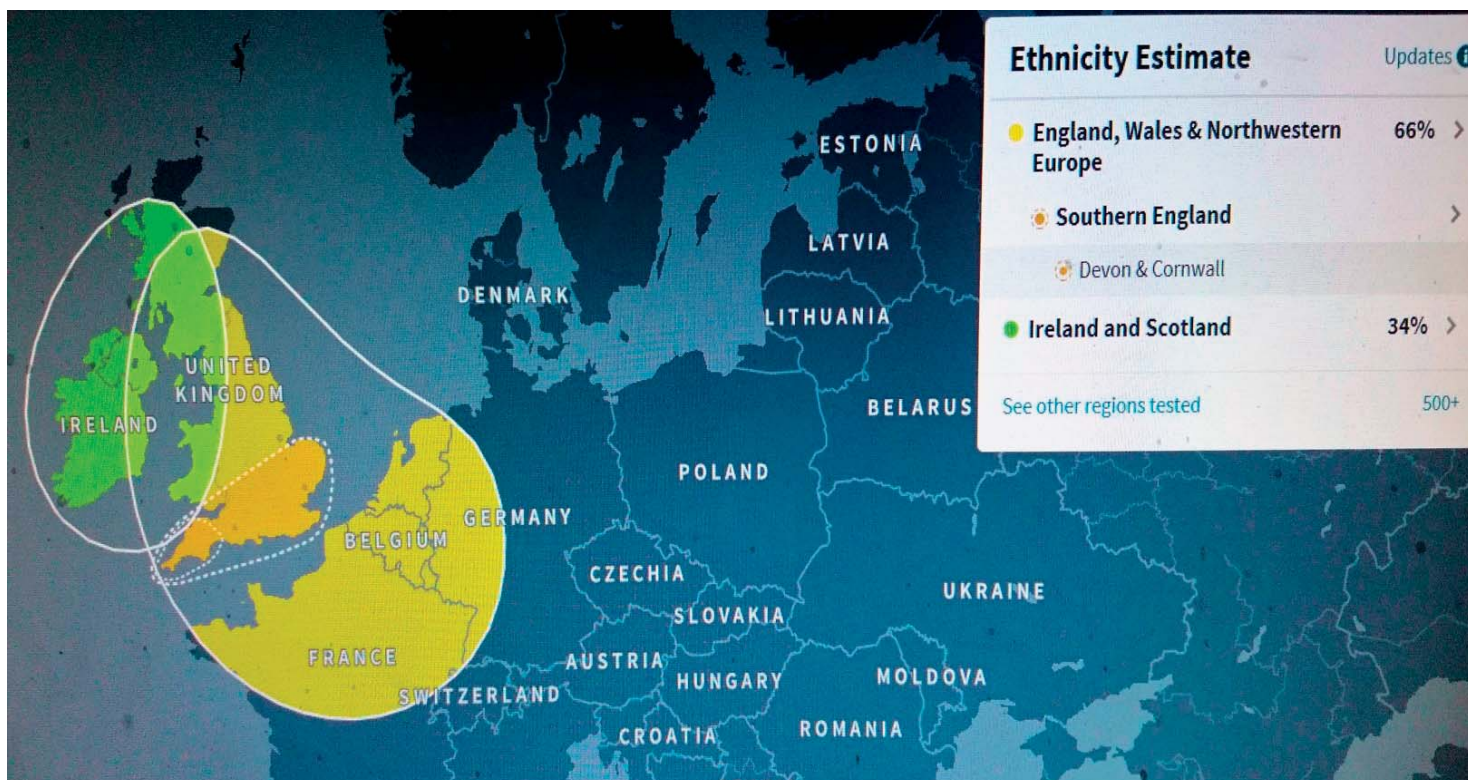 Ethnicity Estimate
Updates
England, Wales & Northwestern
Europe
66%
Southern England
Devon & Cornwall
Ireland and Scotland
34%
See other regions tested
500+
ESTONIA
LATVIA
DENMARK
LITHUANIA
UNITED
KINGDOM
IRELAND
BELARUS
POLAND
GERMANY
BELGIUM
CZECHIA
UKRAINE
SLOVAKIA
FRANCE
AUSTRIA
HUNGARY
MOLDOVA
SWITZERLAND
CROATIA
ROMANIA